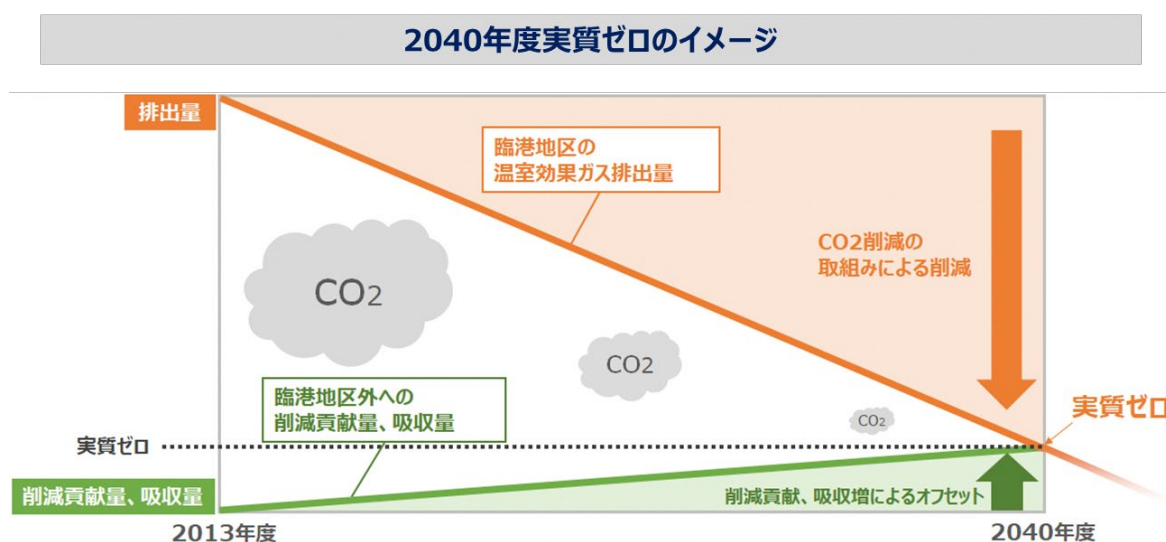 2040年度実質ゼロのイメージ
排出量
臨港地区の
温室効果ガス排出量
CO2削減の
取組みによる削減
CO2
CO2
CO2
臨港地区外への
削減貢献量、吸収量
実質ゼロ
実質ゼロ
削減貢献量、吸収量
削減貢献、吸収増によるオフセット
2013年度
2040年度